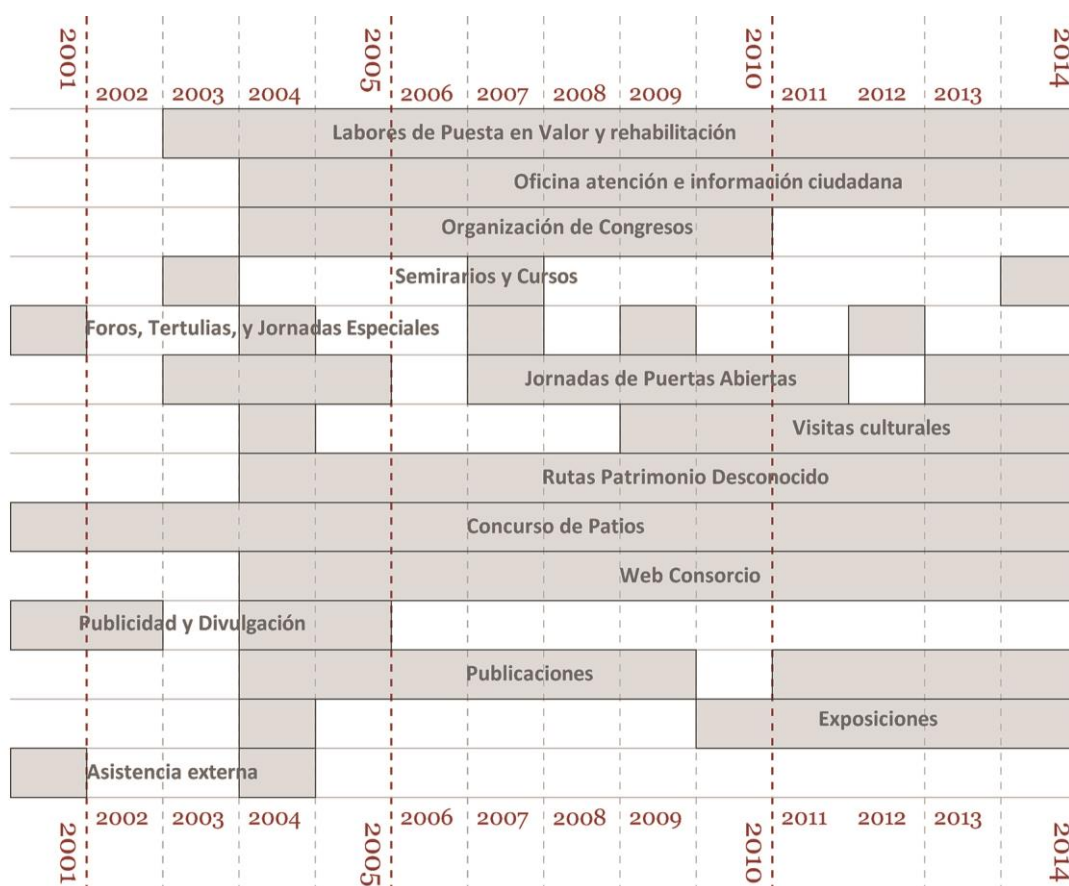 2001 2002 2003 2004 2005 2006 2007 2008 2009 2010 2011 2012 2013 2014
Labores de Puesta en Valor y rehabilitación
Oficina atención e información ciudadana
Organización de Congresos
Semirarios y Cursos
Foros, Tertulias, y Jornadas Especiales
Jornadas de Puertas Abiertas
Visitas culturales
Rutas Patrimonio Desconocido
Concurso de Patios
Web Consorcio
Publicidad y Divulgación
Publicaciones
Exposiciones
Asistencia externa
2001 2002 2003 2004 2005 2006 2007 2008 2009 2010 2011 2012 2013 2014